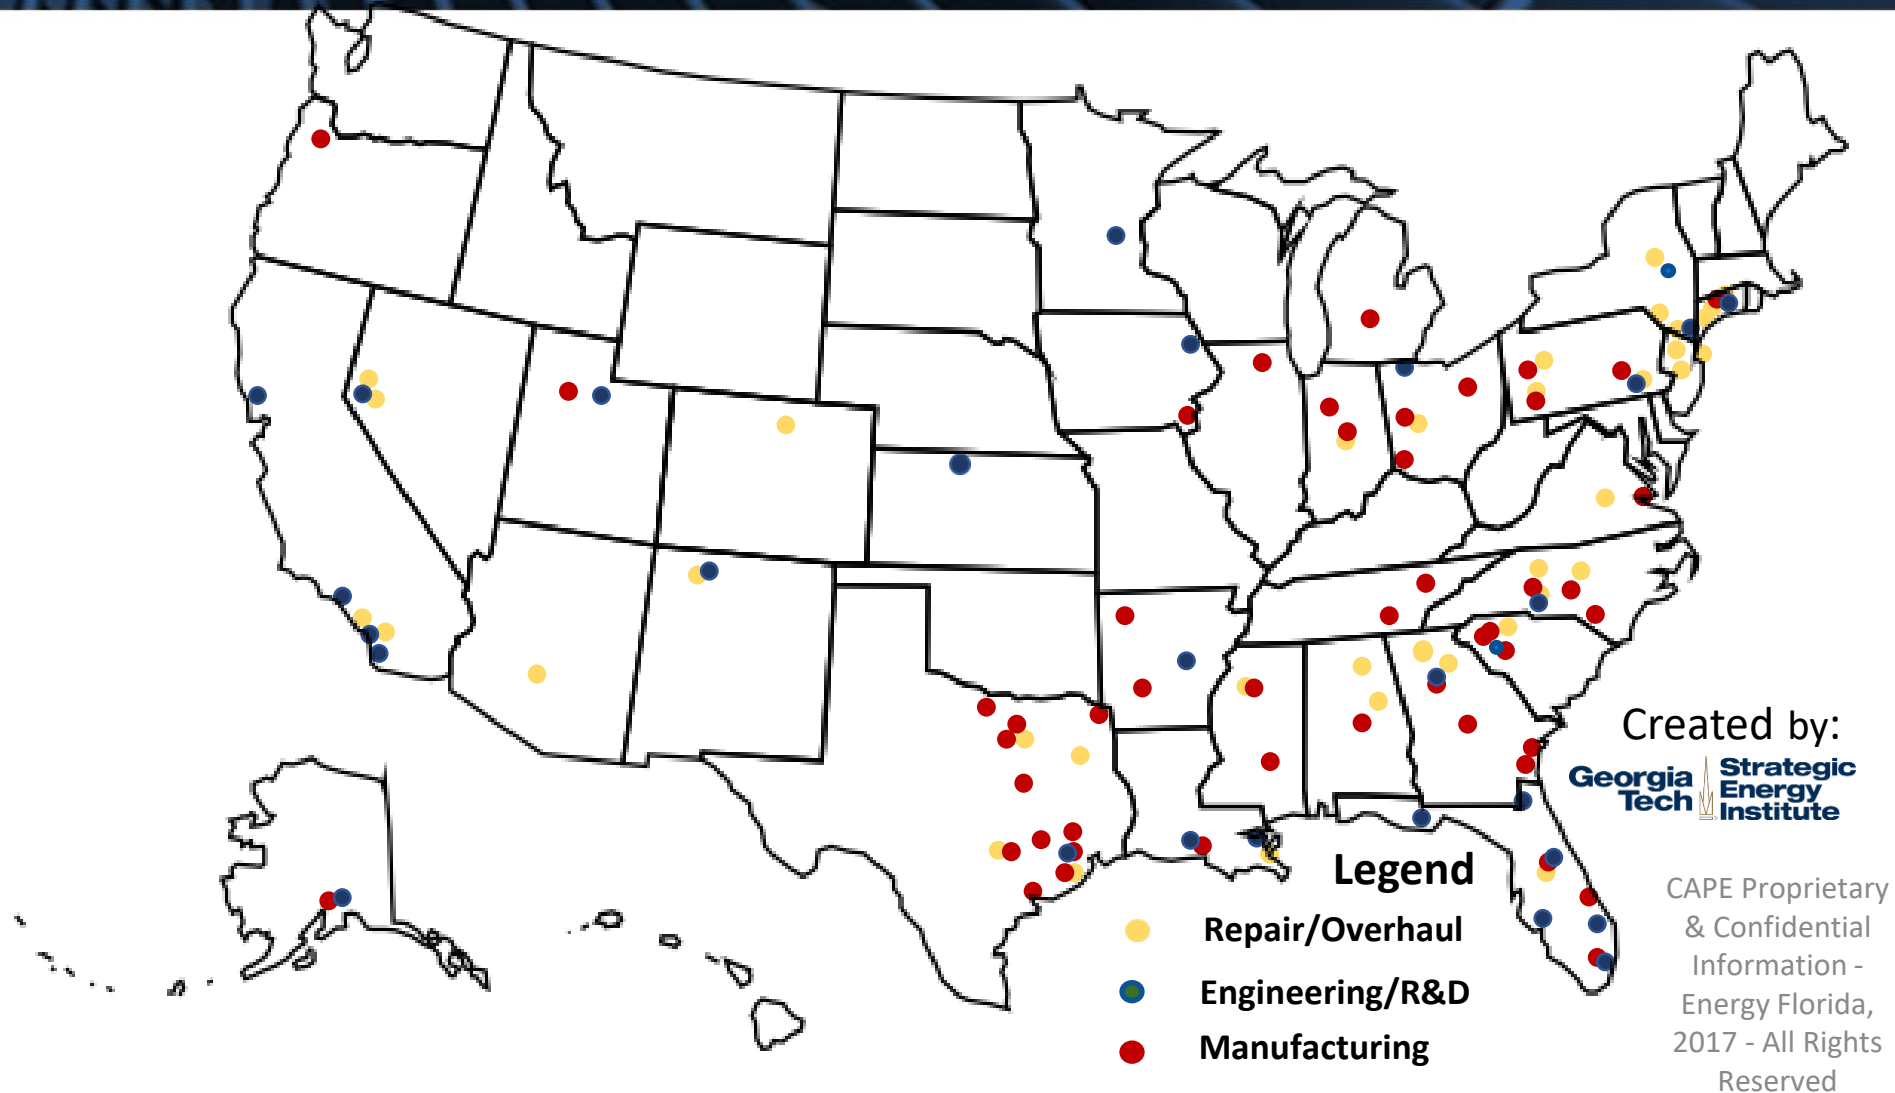 Created by:
Georgia Tech
Strategic Energy Institute
Legend
Repair/Overhaul
Engineering/R&D
Manufacturing
CAPE Proprietary
& Confidential
Information -
Energy Florida,
2017 - All Rights
Reserved